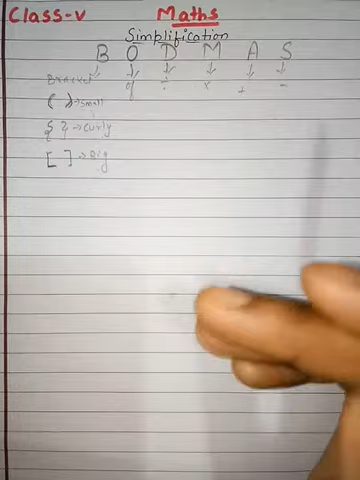 Class-v Maths
Simplification
B O D M A S
Bracket of ÷ × + -
( ) → small
{ } → curly
[ ] → Big